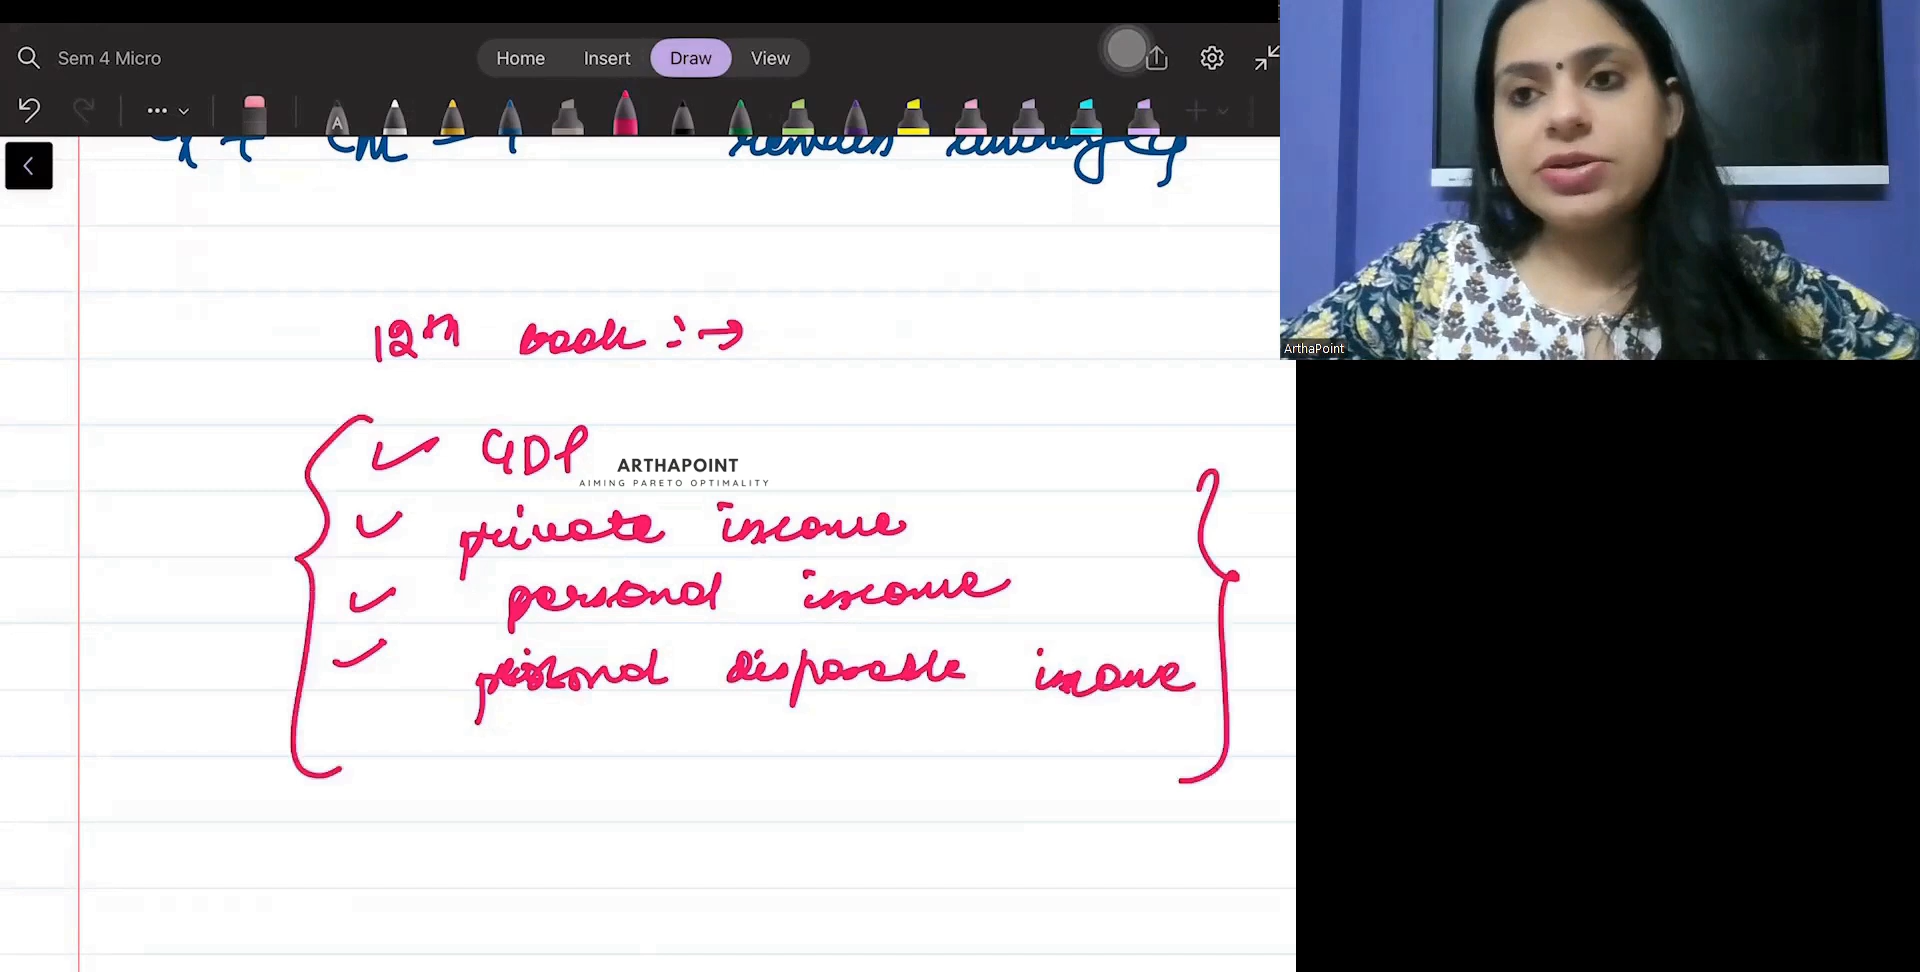 Sem 4 Micro
Home Insert Draw View
A
remain
12th book :→
GDP
ARTHAPOINT
AIMING PARETO OPTIMALITY
private income
personal income
personal disposable income
ArthaPoint